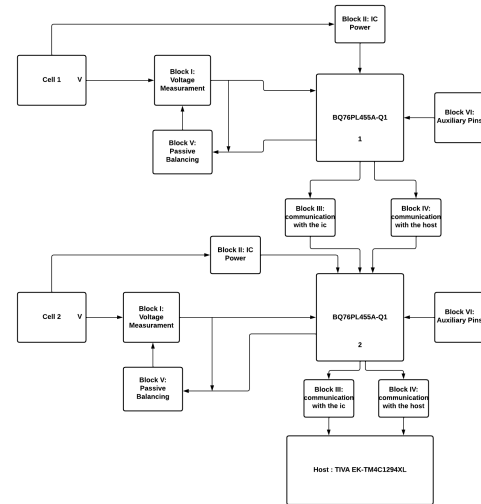 Block II: IC
Power
Cell 1 V
Block I:
Voltage
Measurament
BQ76PL455A-Q1
1
Block VI:
Auxiliary Pins
Block V:
Passive
Balancing
Block III:
communication
with the ic
Block IV:
communication
with the host
Block II: IC
Power
Cell 2 V
Block I:
Voltage
Measurament
BQ76PL455A-Q1
2
Block VI:
Auxiliary Pins
Block V:
Passive
Balancing
Block III:
communication
with the ic
Block IV:
communication
with the host
Host : TIVA EK-TM4C1294XL